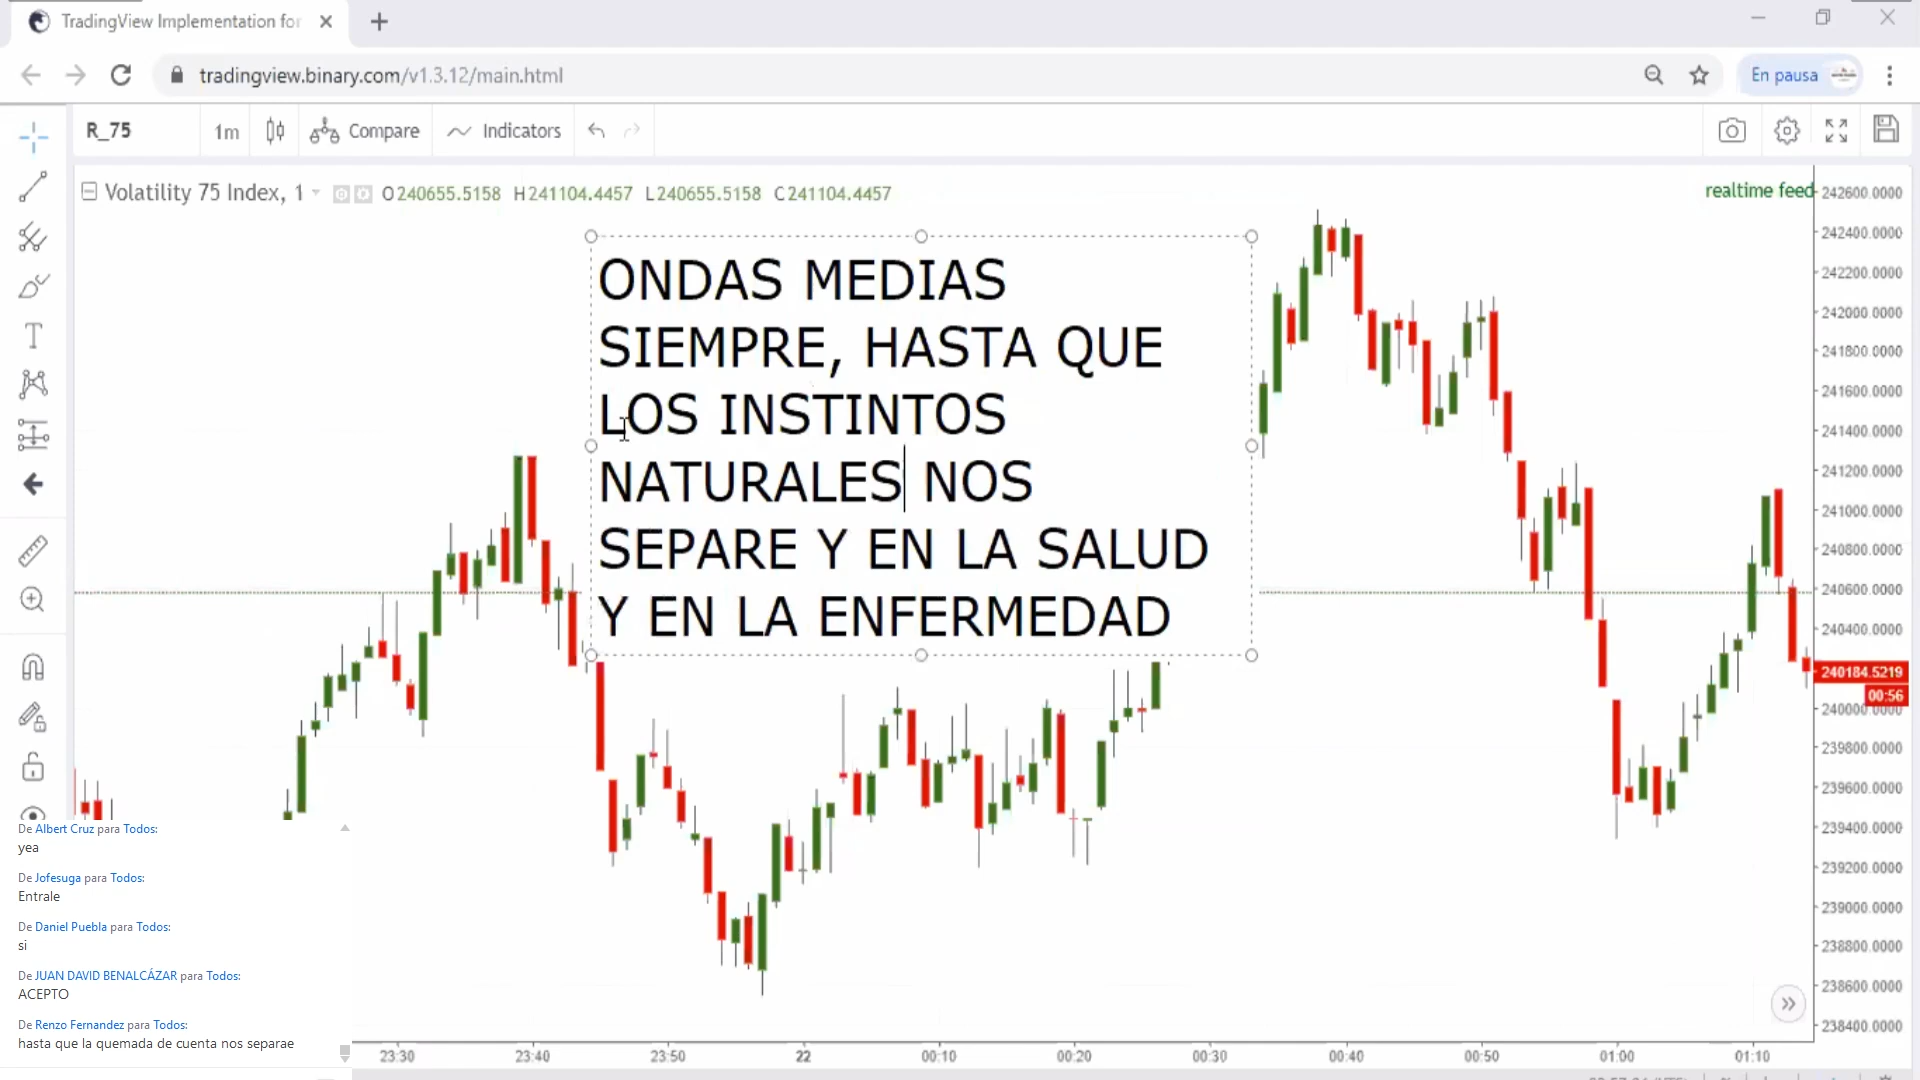 TradingView Implementation for
tradingview.binary.com/v1.3.12/main.html
En pausa
R_75
1m
Compare
Indicators
Volatility 75 Index, 1
O240655.5158 H241104.4457 L240655.5158 C241104.4457
realtime feed
ONDAS MEDIAS
SIEMPRE, HASTA QUE
LOS INSTINTOS
NATURALES NOS
SEPARE Y EN LA SALUD
Y EN LA ENFERMEDAD
242600.0000
242400.0000
242200.0000
242000.0000
241800.0000
241600.0000
241400.0000
241200.0000
241000.0000
240800.0000
240600.0000
240400.0000
240184.5219
00:56
240000.0000
239800.0000
239600.0000
239400.0000
239200.0000
239000.0000
238800.0000
238600.0000
238400.0000
De Albert Cruz para Todos:
yea
De Jofesuga para Todos:
Entrale
De Daniel Puebla para Todos:
si
De JUAN DAVID BENALCÁZAR para Todos:
ACEPTO
De Renzo Fernandez para Todos:
hasta que la quemada de cuenta nos separae
23:30 23:40 23:50 22 00:10 00:20 00:30 00:40 00:50 01:00 01:10